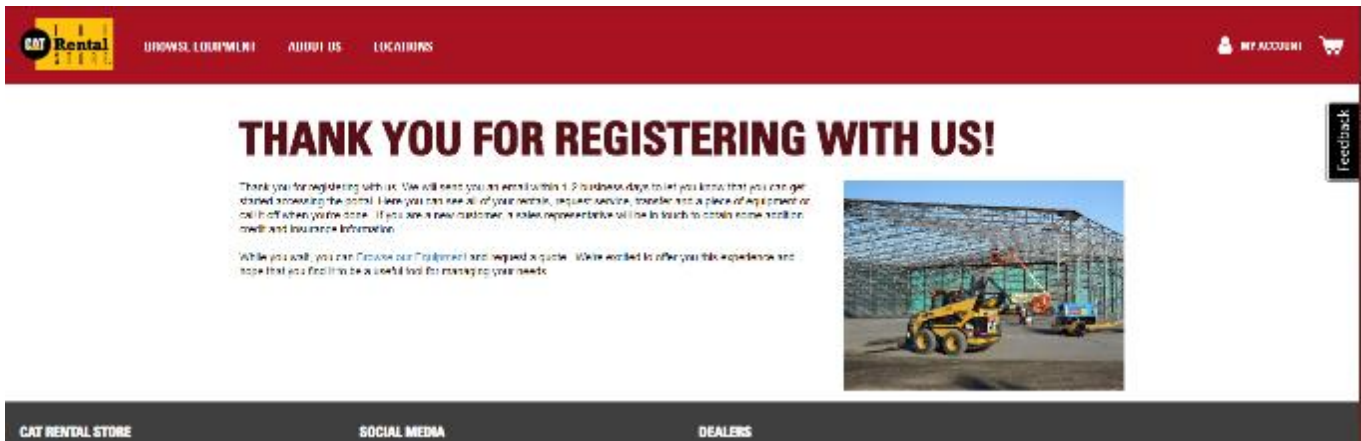 CAT THE Rental STORE
BROWSE EQUIPMENT
ABOUT US
LOCATIONS
MY ACCOUNT
Feedback
THANK YOU FOR REGISTERING WITH US!
Thank you for registering with us. We will send you an email within 1-2 business days to let you know that you can get
started accessing the portal. Here you can see all of your rentals, request service, transfer and a piece of equipment or
call it off when you're done. If you are a new customer, a sales representative will be in touch to obtain some addition
credit and insurance information
While you wait, you can Browse our Equipment and request a quote. We're excited to offer you this experience and
hope that you find it to be a useful tool for managing your needs
CAT RENTAL STORE
SOCIAL MEDIA
DEALERS